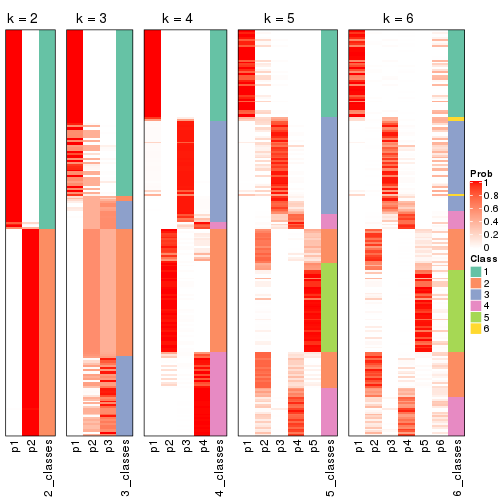 k = 2
k = 3
k = 4
k = 5
k = 6
Prob
1
0.8
0.6
0.4
0.2
0
Class
1
2
3
4
5
6
p1
p2
2_classes
p1
p2
p3
3_classes
p1
p2
p3
p4
4_classes
p1
p2
p3
p4
p5
5_classes
p1
p2
p3
p4
p5
p6
6_classes